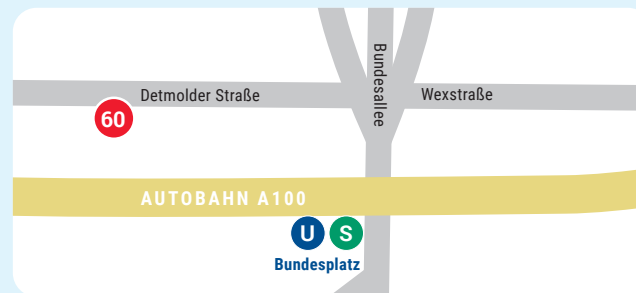 Bundesallee
Detmolder Straße
Wexstraße
60
AUTOBAHN A100
U S
Bundesplatz